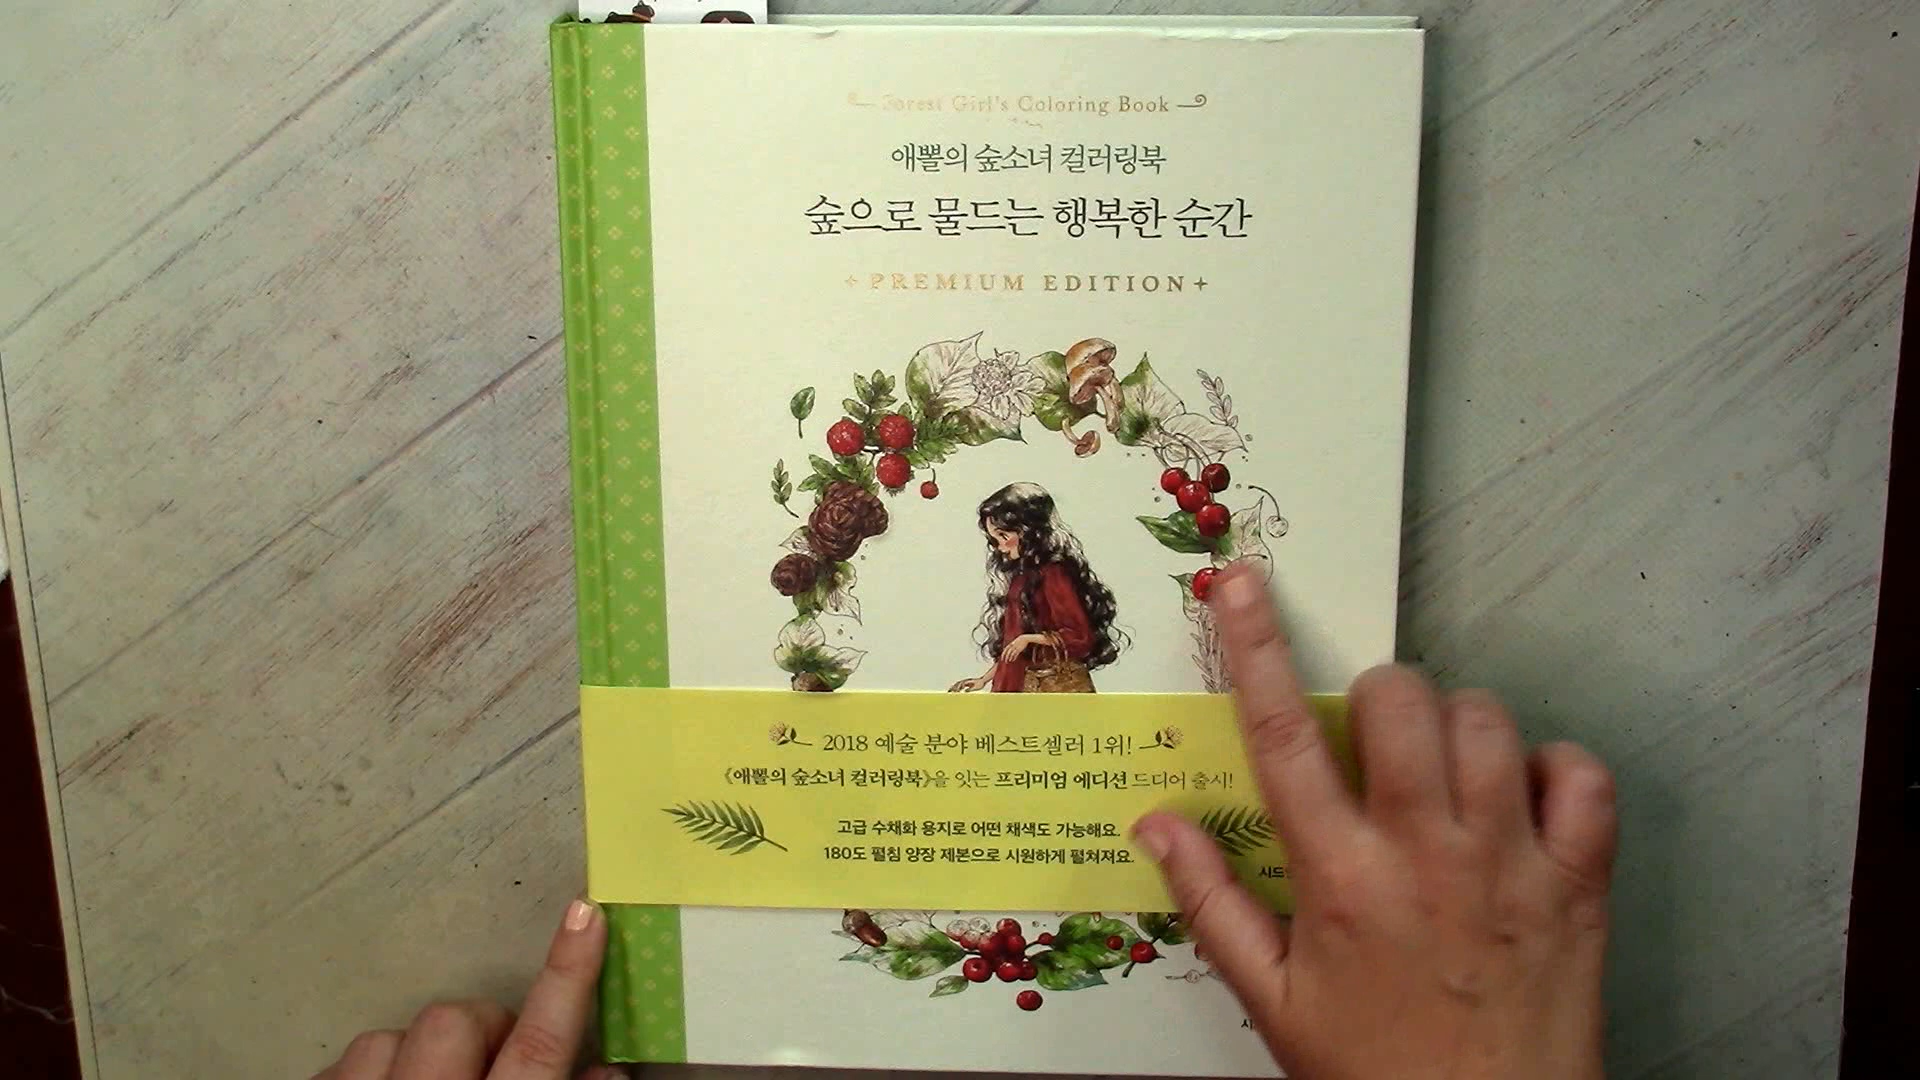 Forest Girl's Coloring Book
애뽈의 숲소녀 컬러링북
숲으로 물드는 행복한 순간
PREMIUM EDITION
2018 예술 분야 베스트셀러 1위!
《애뽈의 숲소녀 컬러링북》을 잇는 프리미엄 에디션 드디어 출시!
고급 수채화 용지로 어떤 채색도 가능해요.
180도 펼침 양장 제본으로 시원하게 펼쳐져요.
시드